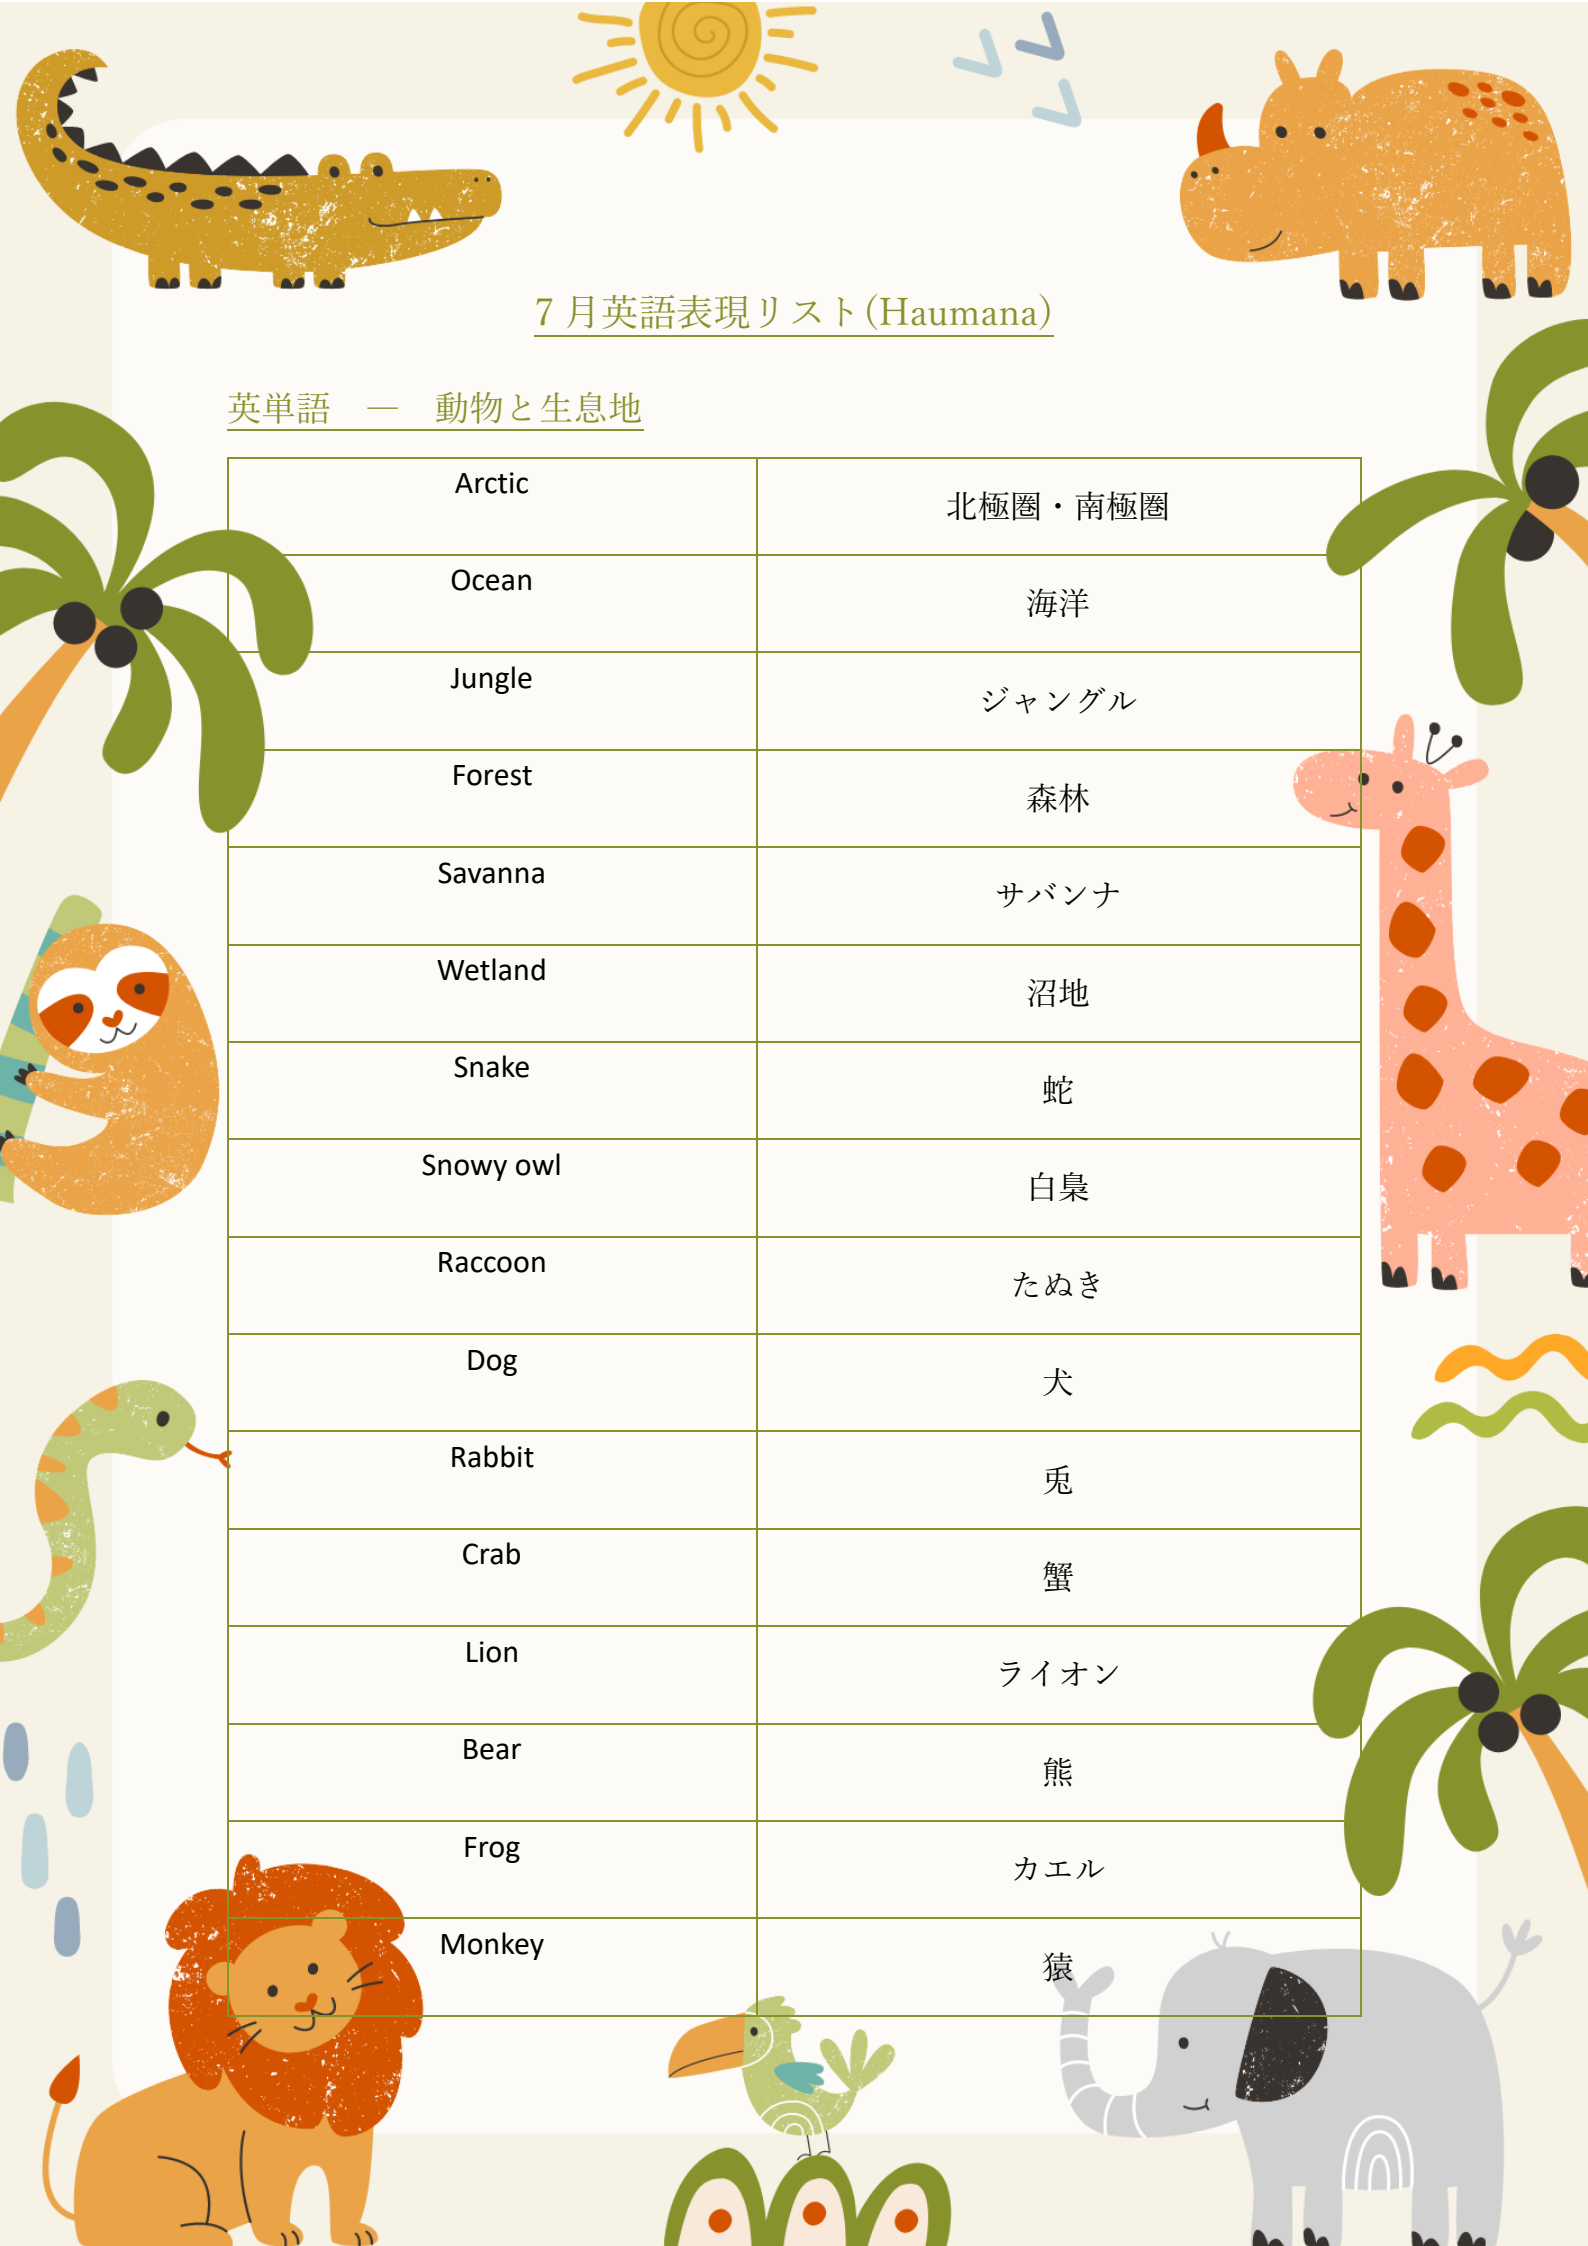 7 月英語表現リスト(Haumana)
英単語　―　動物と生息地
Arctic 北極圏・南極圏
Ocean 海洋
Jungle ジャングル
Forest 森林
Savanna サバンナ
Wetland 沼地
Snake 蛇
Snowy owl 白梟
Raccoon たぬき
Dog 犬
Rabbit 兎
Crab 蟹
Lion ライオン
Bear 熊
Frog カエル
Monkey 猿